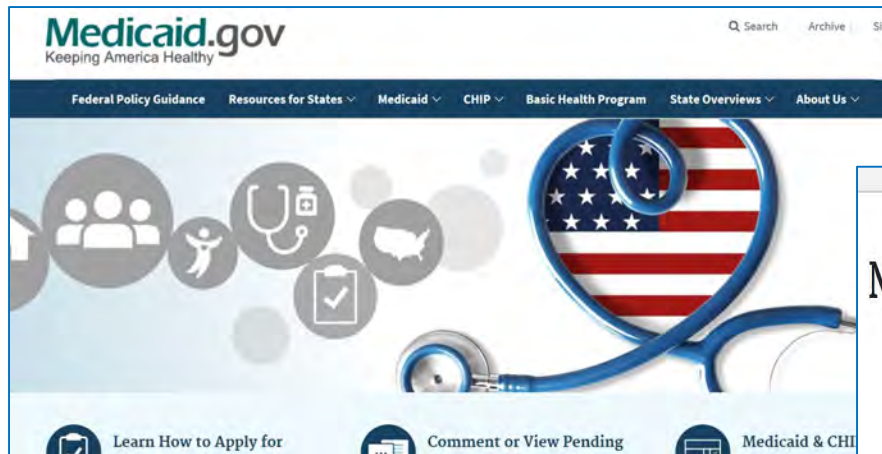 Medicaid.gov
Keeping America Healthy
Search Archive
Federal Policy Guidance Resources for States Medicaid CHIP Basic Health Program State Overviews About Us
Learn How to Apply for
Comment or View Pending
Medicaid &